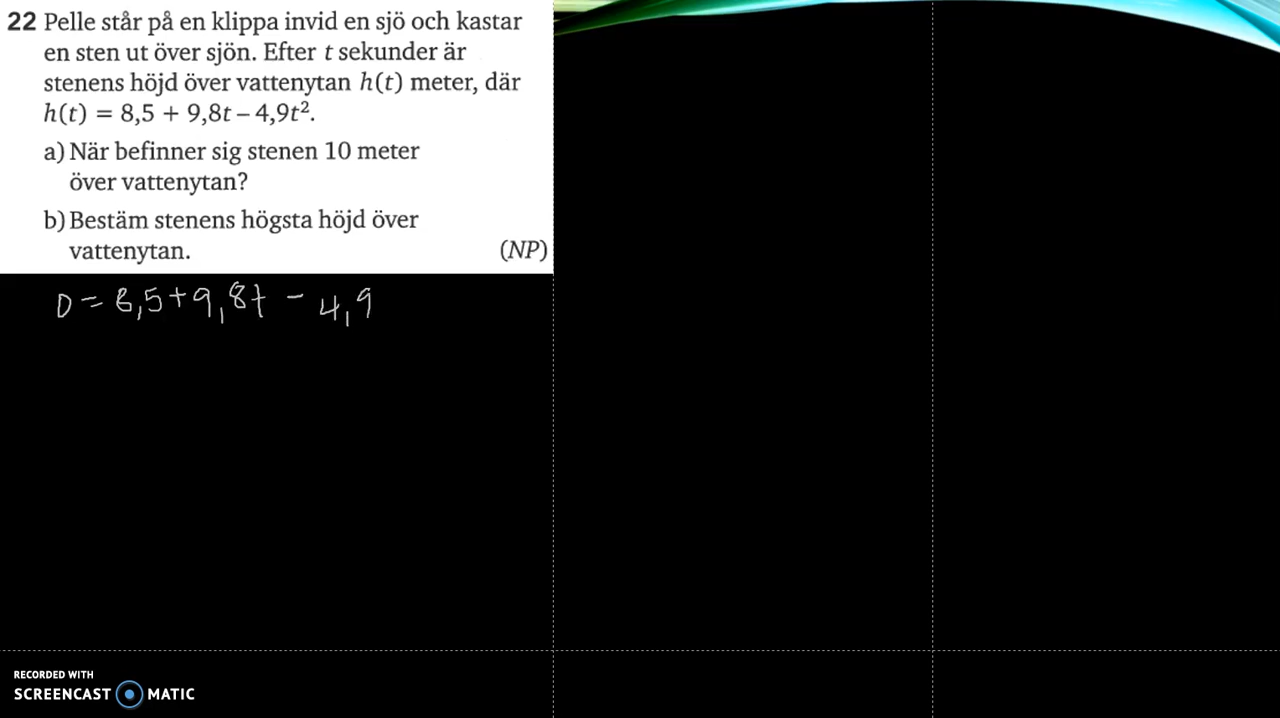 22 Pelle står på en klippa invid en sjö och kastar
en sten ut över sjön. Efter t sekunder är
stenens höjd över vattenytan h(t) meter, där
h(t) = 8,5 + 9,8t – 4,9t².
a) När befinner sig stenen 10 meter
över vattenytan?
b) Bestäm stenens högsta höjd över
vattenytan. (NP)
0 = 8,5 + 9,8t - 4,9
RECORDED WITH
SCREENCAST MATIC